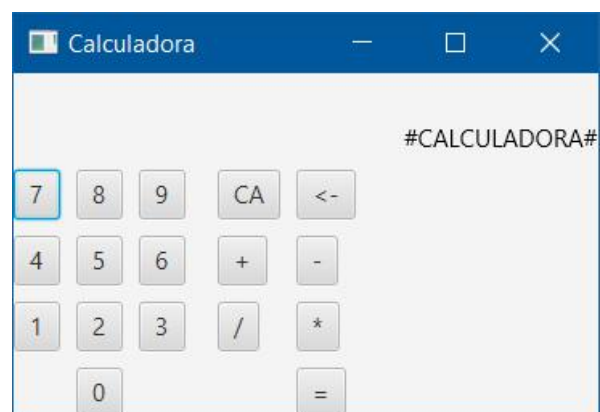 Calculadora
#CALCULADORA#
7 8 9 CA <-
4 5 6 + -
1 2 3 / *
0 =